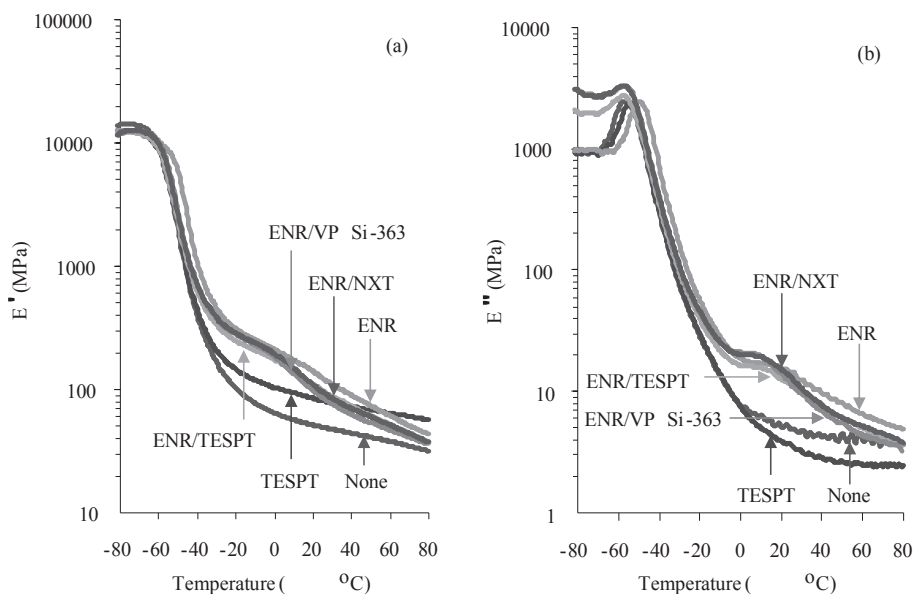 (a)
100000
10000
1000
100
10
E ' (MPa)
ENR/VP Si-363
ENR/NXT
ENR
ENR/TESPT
TESPT
None
-80 -60 -40 -20 0 20 40 60 80
Temperature ( ºC)
(b)
10000
1000
100
10
1
E " (MPa)
ENR/NXT
ENR
ENR/TESPT
ENR/VP Si-363
TESPT
None
-80 -60 -40 -20 0 20 40 60 80
Temperature ( ºC)